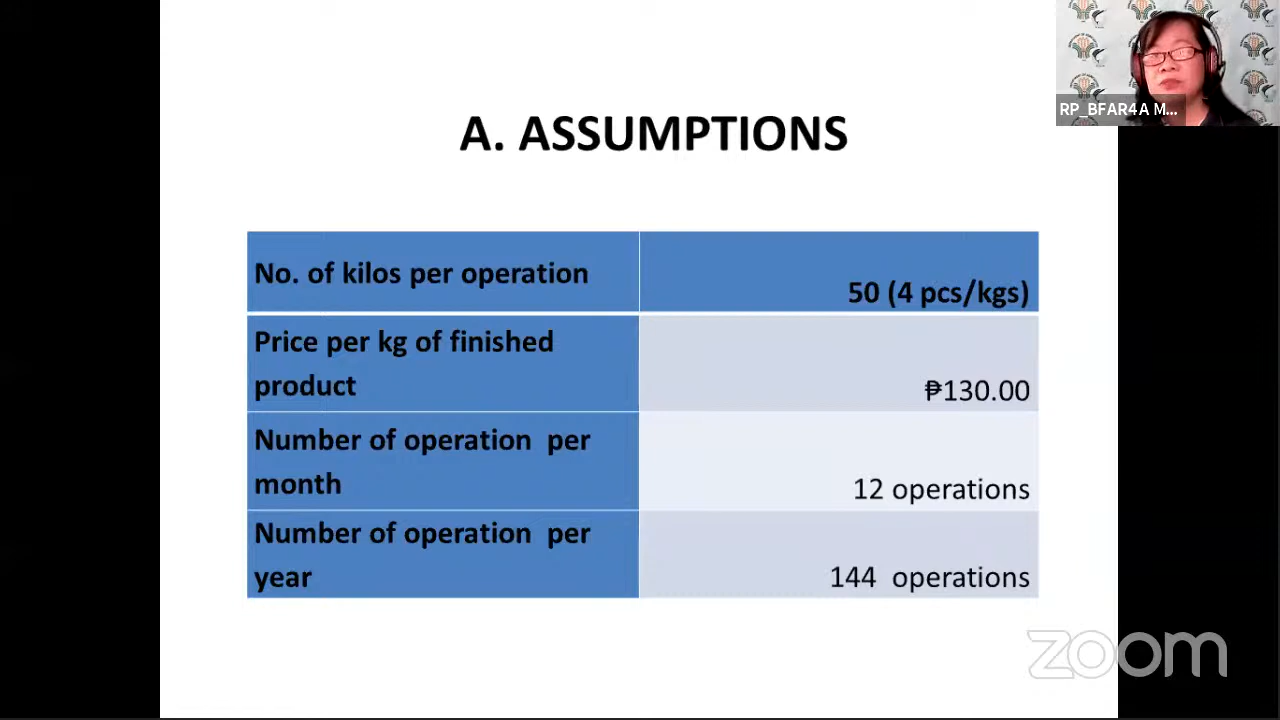 RP_BFAR4A M...
A. ASSUMPTIONS
No. of kilos per operation
50 (4 pcs/kgs)
Price per kg of finished
product
₱130.00
Number of operation per
month
12 operations
Number of operation per
year
144 operations
zoom